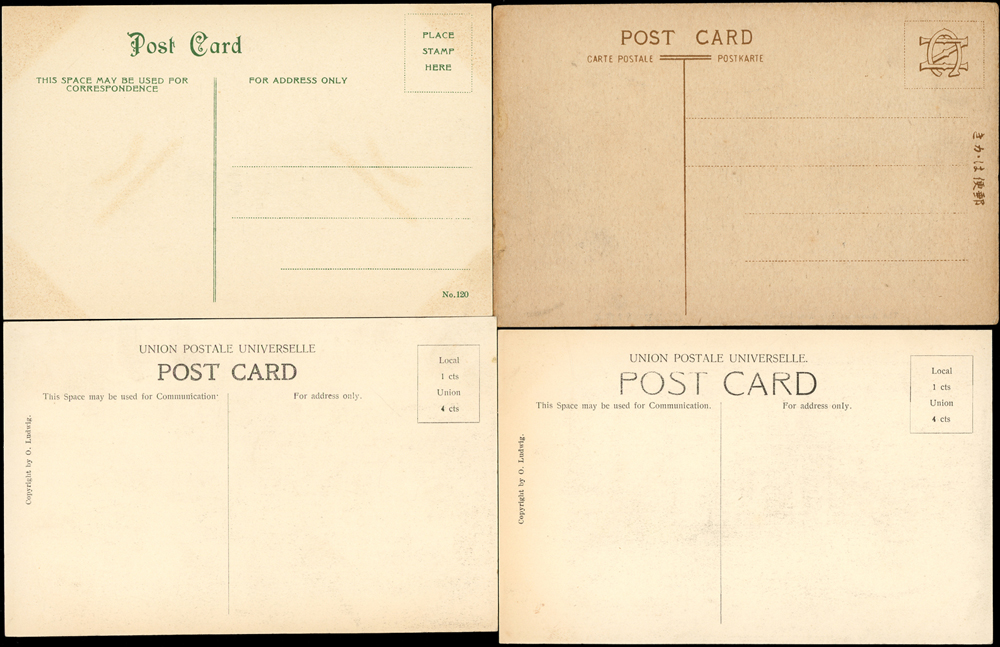 Post Card
PLACE
STAMP
HERE
THIS SPACE MAY BE USED FOR
CORRESPONDENCE
FOR ADDRESS ONLY
No. 120
POST CARD
CARTE POSTALE
POSTKARTE
きかは便郵
UNION POSTALE UNIVERSELLE
POST CARD
This Space may be used for Communication
For address only.
Local
1 cts
Union
4 cts
Copyright by O. Ludwig.
UNION POSTALE UNIVERSELLE.
POST CARD
This Space may be used for Communication.
For address only.
Local
1 cts
Union
4 cts
Copyright by O. Ludwig.